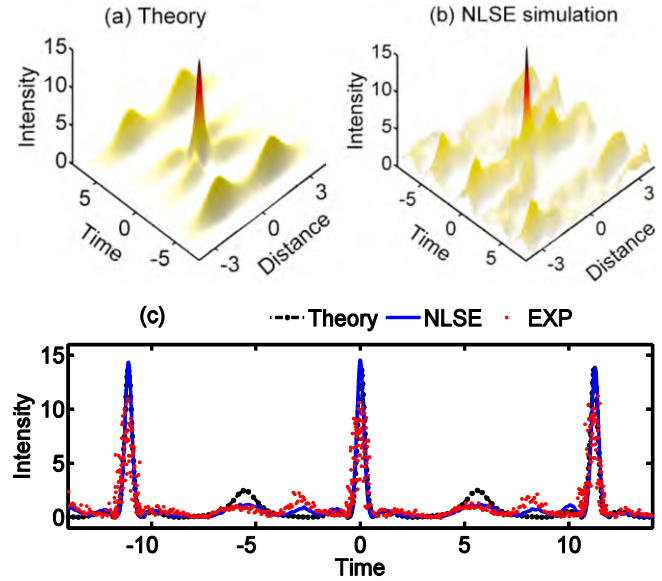 (a) Theory
(b) NLSE simulation
15
10
5
0
Intensity
5
0
-5
Time
-3
0
3
Distance
15
10
5
0
Intensity
-5
0
5
Time
-3
0
3
Distance
(c)
Theory NLSE EXP
15
10
5
0
Intensity
-10 -5 0 5 10
Time